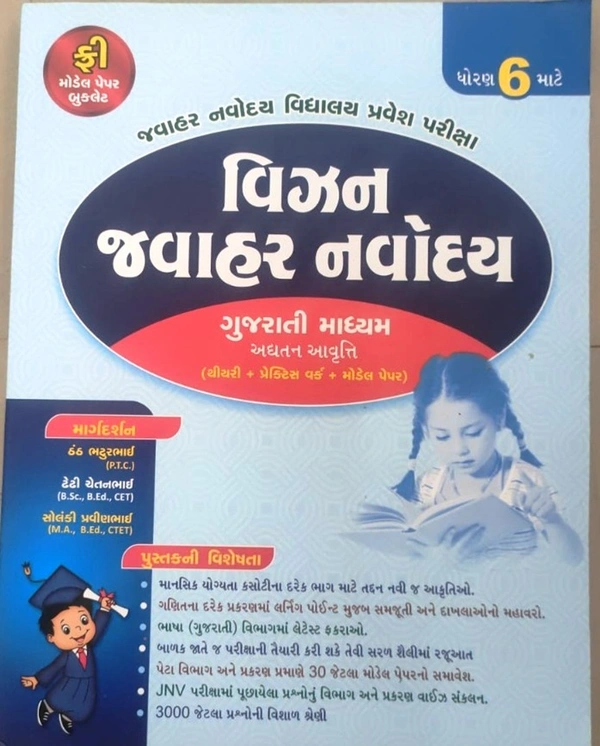 ફ્રી
મોડેલ પેપર
બુકલેટ
ધોરણ 6 માટે
જવાહર નવોદય વિદ્યાલય પ્રવેશ પરીક્ષા
વિઝન
જવાહર નવોદય
ગુજરાતી માધ્યમ
અદ્યતન આવૃત્તિ
(થીયરી + પ્રેક્ટિસ વર્ક + મોડેલ પેપર)
માર્ગદર્શન
ઠંઠ ભટુરભાઈ
(P.T.C.)
ટેઢી ચેતનભાઈ
(B.Sc., B.Ed., CET)
સોલંકી પ્રવીણભાઈ
(M.A., B.Ed., CTET)
પુસ્તકની વિશેષતા
• માનસિક યોગ્યતા કસોટીના દરેક ભાગ માટે તદ્દન નવી જ આકૃતિઓ.
• ગણિતના દરેક પ્રકરણમાં લર્નિંગ પોઈન્ટ મુજબ સમજૂતી અને દાખલાઓનો મહાવરો.
• ભાષા (ગુજરાતી) વિભાગમાં લેટેસ્ટ ફકરાઓ.
• બાળક જાતે જ પરીક્ષાની તૈયારી કરી શકે તેવી સરળ શૈલીમાં રજૂઆત
• પેટા વિભાગ અને પ્રકરણ પ્રમાણે 30 જેટલા મોડેલ પેપરનો સમાવેશ.
• JNV પરીક્ષામાં પૂછાયેલા પ્રશ્નોનું વિભાગ અને પ્રકરણ વાઈઝ સંકલન.
• 3000 જેટલા પ્રશ્નોની વિશાળ શ્રેણી